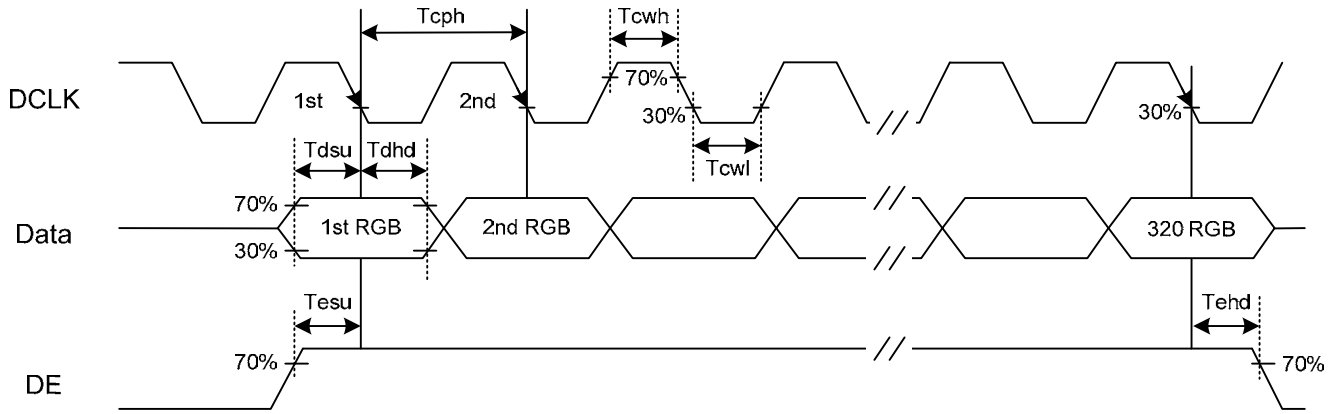 Tcph
Tcwh
DCLK
1st
2nd
70%
30%
30%
Tcwl
Tdsu
Tdhd
Data
70%
30%
1st RGB
2nd RGB
320 RGB
Tesu
Tehd
DE
70%
70%